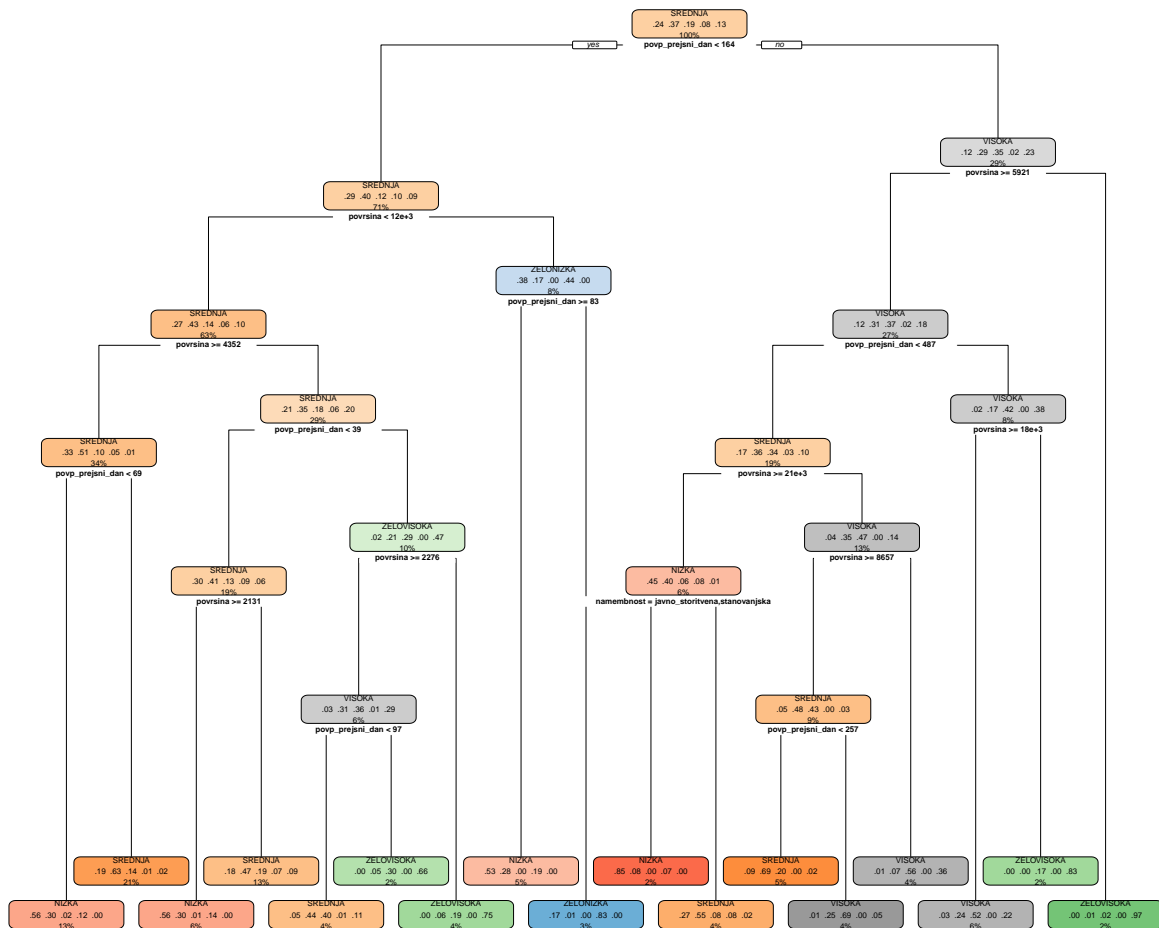 SREDNJA
.24 .37 .19 .08 .13
100%
yes
povp_prejsni_dan < 164
no
VISOKA
.12 .29 .35 .02 .23
29%
povrsina >= 5921
SREDNJA
.29 .40 .12 .10 .09
71%
povrsina < 12e+3
ZELONIZKA
.38 .17 .00 .44 .00
8%
povp_prejsni_dan >= 83
SREDNJA
.27 .43 .14 .06 .10
63%
povrsina >= 4352
VISOKA
.12 .31 .37 .02 .18
27%
povp_prejsni_dan < 487
SREDNJA
.21 .35 .18 .06 .20
29%
povp_prejsni_dan < 39
VISOKA
.02 .17 .42 .00 .38
8%
povrsina >= 18e+3
SREDNJA
.33 .51 .10 .05 .01
34%
povp_prejsni_dan < 69
SREDNJA
.17 .36 .34 .03 .10
19%
povrsina >= 21e+3
ZELOVISOKA
.02 .21 .29 .00 .47
10%
povrsina >= 2276
VISOKA
.04 .35 .47 .00 .14
13%
povrsina >= 8657
SREDNJA
.30 .41 .13 .09 .06
19%
povrsina >= 2131
NIZKA
.45 .40 .06 .08 .01
6%
namembnost = javno_storitvena,stanovanjska
VISOKA
.03 .31 .36 .01 .29
6%
povp_prejsni_dan < 97
SREDNJA
.05 .48 .43 .00 .03
9%
povp_prejsni_dan < 257
SREDNJA
.19 .63 .14 .01 .02
21%
SREDNJA
.18 .47 .19 .07 .09
13%
ZELOVISOKA
.00 .05 .30 .00 .66
2%
NIZKA
.53 .28 .00 .19 .00
5%
NIZKA
.85 .08 .00 .07 .00
2%
SREDNJA
.09 .69 .20 .00 .02
5%
VISOKA
.01 .07 .56 .00 .36
4%
ZELOVISOKA
.00 .00 .17 .00 .83
2%
NIZKA
.56 .30 .02 .12 .00
13%
NIZKA
.56 .30 .01 .14 .00
6%
SREDNJA
.05 .44 .40 .01 .11
4%
ZELOVISOKA
.00 .06 .19 .00 .75
4%
ZELONIZKA
.17 .01 .00 .83 .00
3%
SREDNJA
.27 .55 .08 .08 .02
4%
VISOKA
.01 .25 .69 .00 .05
4%
VISOKA
.03 .24 .52 .00 .22
6%
ZELOVISOKA
.00 .01 .02 .00 .97
2%